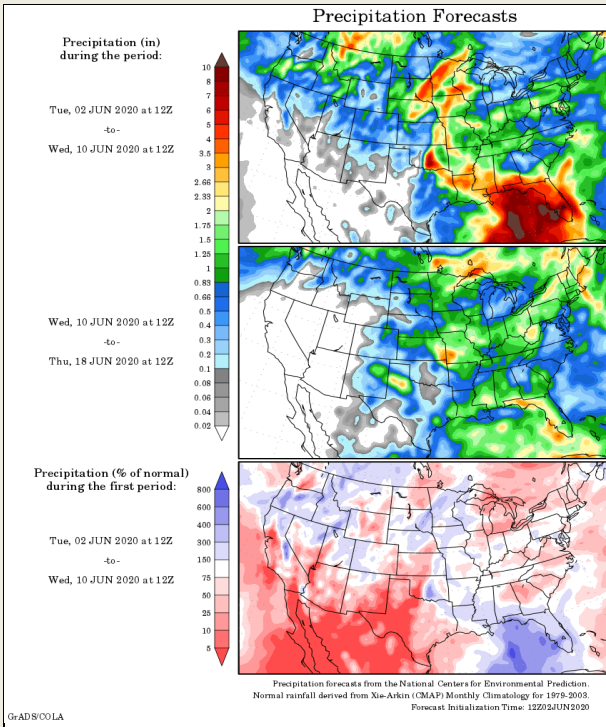 Precipitation Forecasts
Precipitation (in)
during the period:
Tue, 02 JUN 2020 at 12Z
-to-
Wed, 10 JUN 2020 at 12Z
10
8
7
6
5
4
3.5
3
2.66
2.33
2
1.75
1.5
1.25
1
0.83
0.66
0.5
0.4
0.3
0.2
0.1
0.08
0.06
0.04
0.02
Wed, 10 JUN 2020 at 12Z
-to-
Thu, 18 JUN 2020 at 12Z
Precipitation (% of normal)
during the first period:
Tue, 02 JUN 2020 at 12Z
-to-
Wed, 10 JUN 2020 at 12Z
800
600
400
300
150
75
50
25
10
5
Precipitation forecasts from the National Centers for Environmental Prediction.
Normal rainfall derived from Xie-Arkin (CMAP) Monthly Climatology for 1979-2003.
Forecast Initialization Time: 12Z02JUN2020
GrADS/COLA